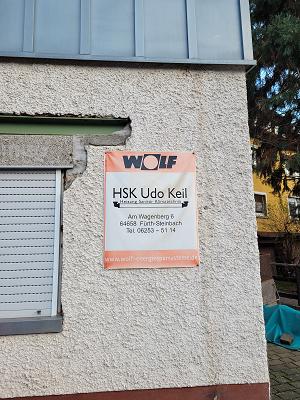 WOLF
HSK Udo Keil
Heizung Sanitär Klimatechnik
Am Wagenberg 6
64658 Fürth-Steinbach
Tel. 06253 - 51 14
www.wolf-energiesparsysteme.de